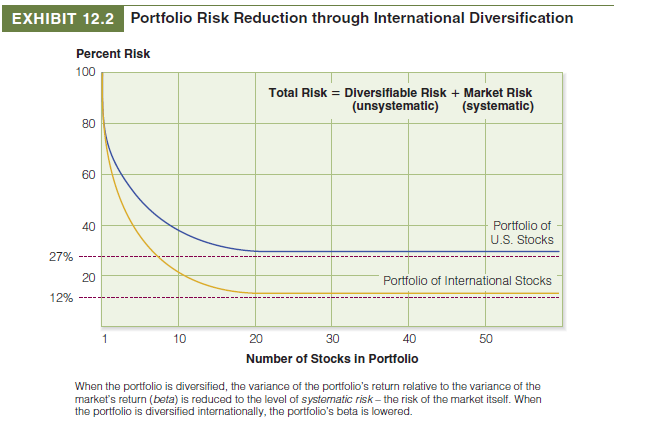 EXHIBIT 12.2 Portfolio Risk Reduction through International Diversification
Percent Risk
100
Total Risk = Diversifiable Risk + Market Risk
(unsystematic) (systematic)
80
60
40
Portfolio of
U.S. Stocks
27%
20
Portfolio of International Stocks
12%
1 10 20 30 40 50
Number of Stocks in Portfolio
When the portfolio is diversified, the variance of the portfolio's return relative to the variance of the
market's return (beta) is reduced to the level of systematic risk – the risk of the market itself. When
the portfolio is diversified internationally, the portfolio's beta is lowered.